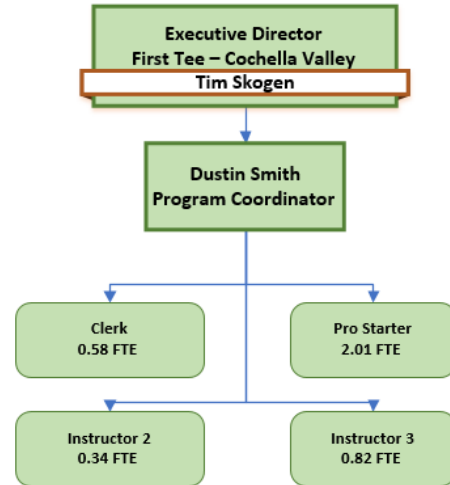 Executive Director
First Tee – Cochella Valley
Tim Skogen
Dustin Smith
Program Coordinator
Clerk
0.58 FTE
Pro Starter
2.01 FTE
Instructor 2
0.34 FTE
Instructor 3
0.82 FTE